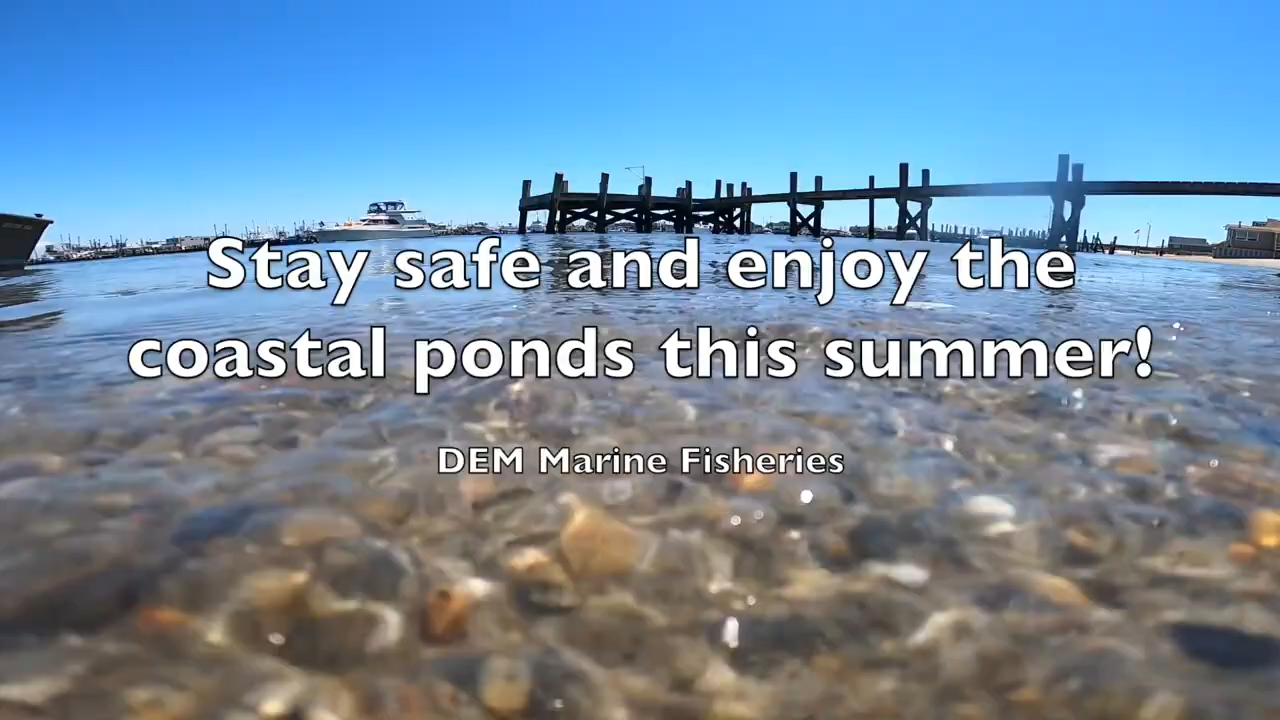 Stay safe and enjoy the
coastal ponds this summer!
DEM Marine Fisheries